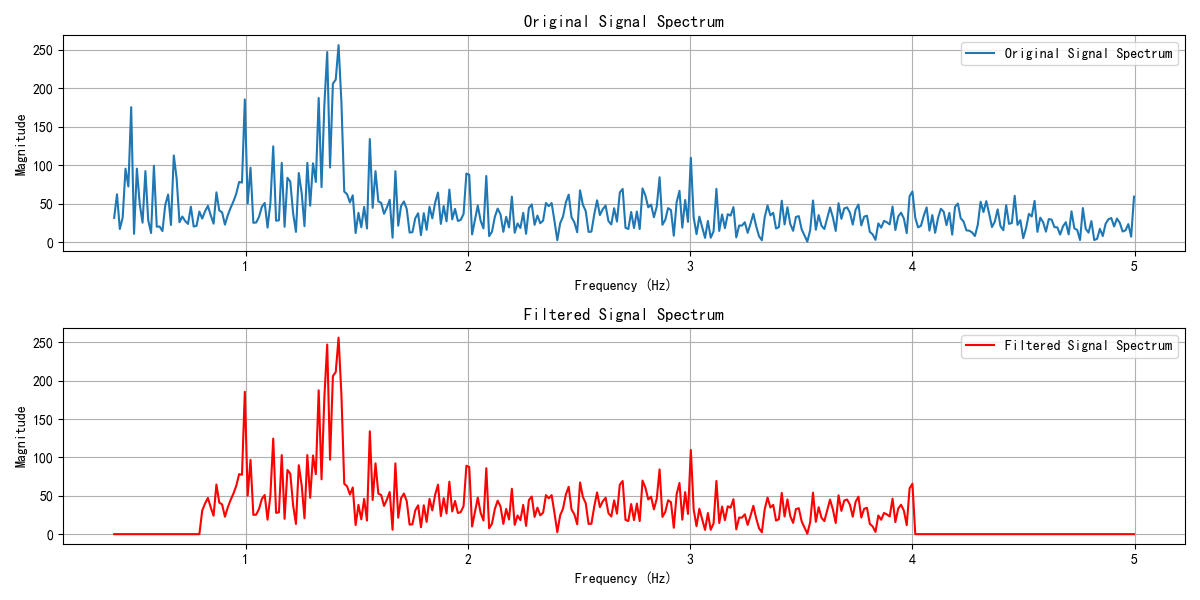 Original Signal Spectrum
Original Signal Spectrum
Magnitude
250
200
150
100
50
0
1
2
3
4
5
Frequency (Hz)
Filtered Signal Spectrum
Filtered Signal Spectrum
Magnitude
250
200
150
100
50
0
1
2
3
4
5
Frequency (Hz)